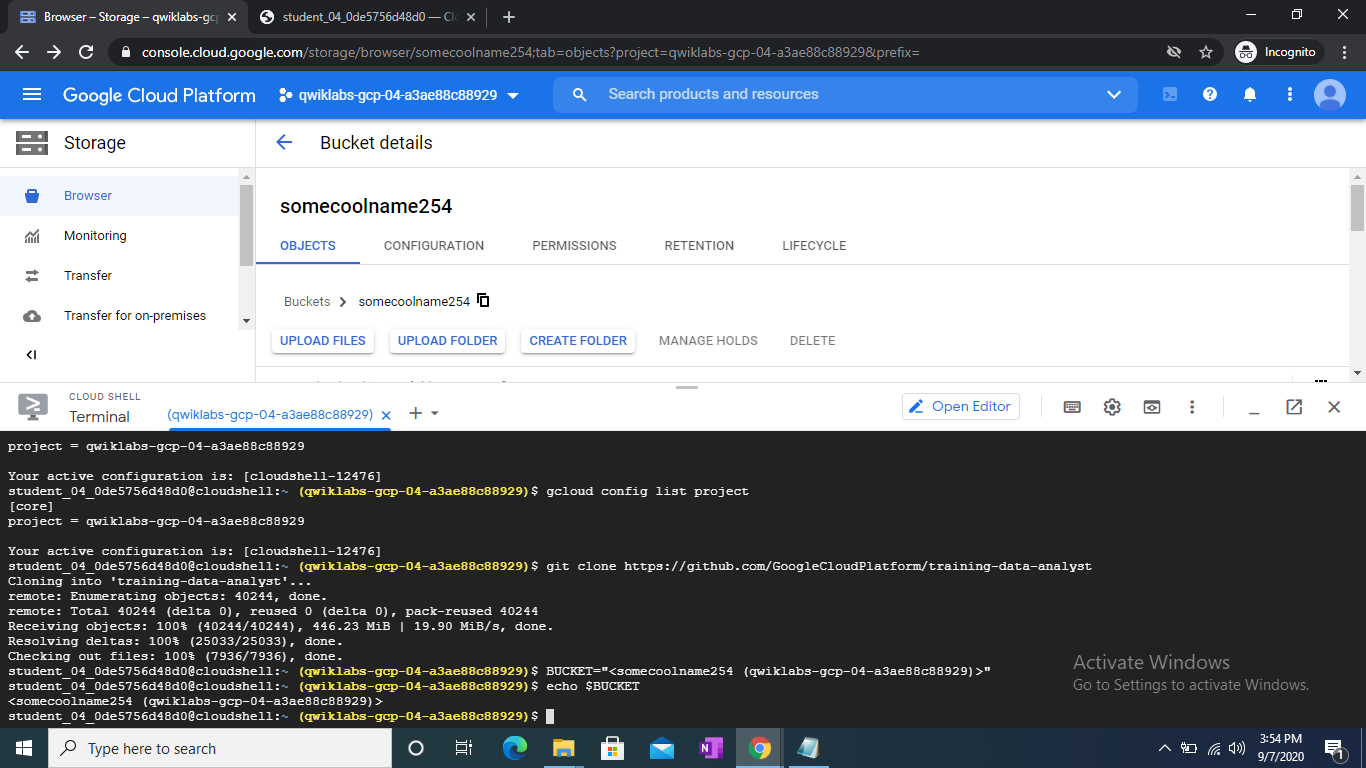 Browser – Storage – qwiklabs-gcp
student_04_0de5756d48d0 — Clo
console.cloud.google.com/storage/browser/somecoolname254;tab=objects?project=qwiklabs-gcp-04-a3ae88c88929&prefix=
Incognito
Google Cloud Platform
qwiklabs-gcp-04-a3ae88c88929
Search products and resources
Storage
Bucket details
Browser
Monitoring
Transfer
Transfer for on-premises
somecoolname254
OBJECTS CONFIGURATION PERMISSIONS RETENTION LIFECYCLE
Buckets > somecoolname254
UPLOAD FILES UPLOAD FOLDER CREATE FOLDER MANAGE HOLDS DELETE
CLOUD SHELL
Terminal
(qwiklabs-gcp-04-a3ae88c88929)
Open Editor
project = qwiklabs-gcp-04-a3ae88c88929
Your active configuration is: [cloudshell-12476]
student_04_0de5756d48d0@cloudshell:~ (qwiklabs-gcp-04-a3ae88c88929)$ gcloud config list project
[core]
project = qwiklabs-gcp-04-a3ae88c88929
Your active configuration is: [cloudshell-12476]
student_04_0de5756d48d0@cloudshell:~ (qwiklabs-gcp-04-a3ae88c88929)$ git clone https://github.com/GoogleCloudPlatform/training-data-analyst
Cloning into 'training-data-analyst'...
remote: Enumerating objects: 40244, done.
remote: Total 40244 (delta 0), reused 0 (delta 0), pack-reused 40244
Receiving objects: 100% (40244/40244), 446.23 MiB | 19.90 MiB/s, done.
Resolving deltas: 100% (25033/25033), done.
Checking out files: 100% (7936/7936), done.
student_04_0de5756d48d0@cloudshell:~ (qwiklabs-gcp-04-a3ae88c88929)$ BUCKET="<somecoolname254 (qwiklabs-gcp-04-a3ae88c88929)>"
student_04_0de5756d48d0@cloudshell:~ (qwiklabs-gcp-04-a3ae88c88929)$ echo $BUCKET
<somecoolname254 (qwiklabs-gcp-04-a3ae88c88929)>
student_04_0de5756d48d0@cloudshell:~ (qwiklabs-gcp-04-a3ae88c88929)$
Activate Windows
Go to Settings to activate Windows.
Type here to search
3:54 PM
9/7/2020
1